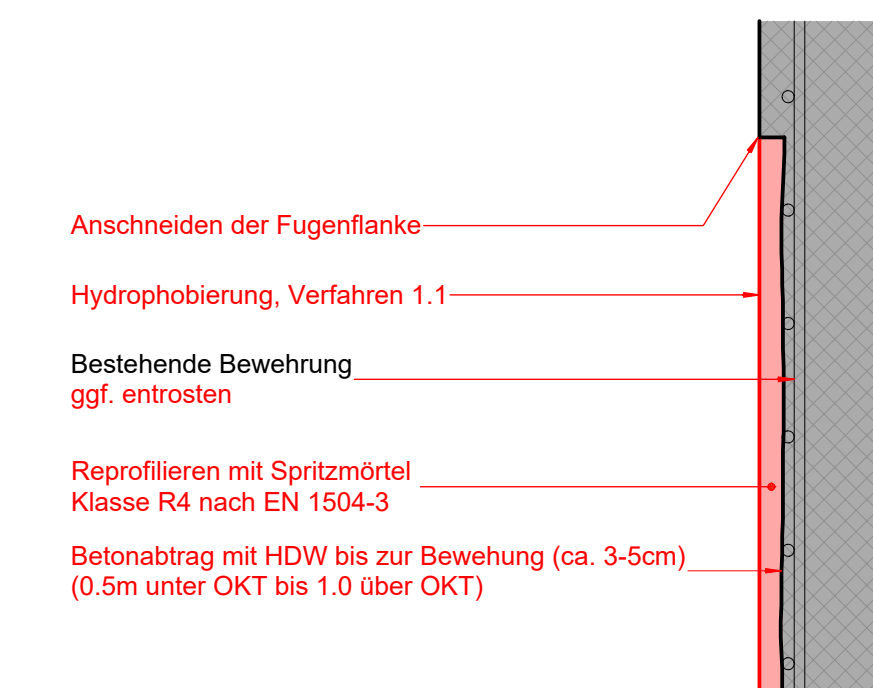 Anschneiden der Fugenflanke
Hydrophobierung, Verfahren 1.1
Bestehende Bewehrung
ggf. entrosten
Reprofilieren mit Spritzmörtel
Klasse R4 nach EN 1504-3
Betonabtrag mit HDW bis zur Bewehung (ca. 3-5cm)
(0.5m unter OKT bis 1.0 über OKT)